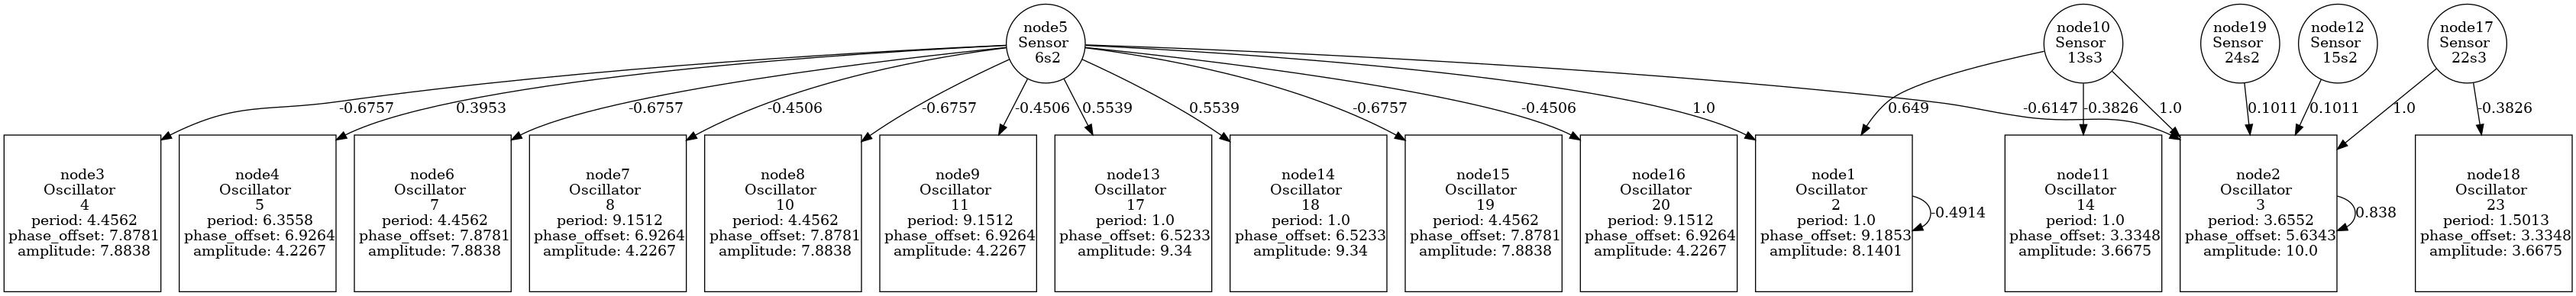 node5
Sensor
6s2
node10
Sensor
13s3
node19
Sensor
24s2
node12
Sensor
15s2
node17
Sensor
22s3
-0.6757
0.3953
-0.6757
-0.4506
-0.6757
-0.4506
0.5539
0.5539
-0.6757
-0.4506
1.0
0.649
-0.6147
-0.3826
1.0
0.1011
0.1011
1.0
-0.3826
node3
Oscillator
4
period: 4.4562
phase_offset: 7.8781
amplitude: 7.8838
node4
Oscillator
5
period: 6.3558
phase_offset: 6.9264
amplitude: 4.2267
node6
Oscillator
7
period: 4.4562
phase_offset: 7.8781
amplitude: 7.8838
node7
Oscillator
8
period: 9.1512
phase_offset: 6.9264
amplitude: 4.2267
node8
Oscillator
10
period: 4.4562
phase_offset: 7.8781
amplitude: 7.8838
node9
Oscillator
11
period: 9.1512
phase_offset: 6.9264
amplitude: 4.2267
node13
Oscillator
17
period: 1.0
phase_offset: 6.5233
amplitude: 9.34
node14
Oscillator
18
period: 1.0
phase_offset: 6.5233
amplitude: 9.34
node15
Oscillator
19
period: 4.4562
phase_offset: 7.8781
amplitude: 7.8838
node16
Oscillator
20
period: 9.1512
phase_offset: 6.9264
amplitude: 4.2267
node1
Oscillator
2
period: 1.0
phase_offset: 9.1853
amplitude: 8.1401
-0.4914
node11
Oscillator
14
period: 1.0
phase_offset: 3.3348
amplitude: 3.6675
node2
Oscillator
3
period: 3.6552
phase_offset: 5.6343
amplitude: 10.0
0.838
node18
Oscillator
23
period: 1.5013
phase_offset: 3.3348
amplitude: 3.6675